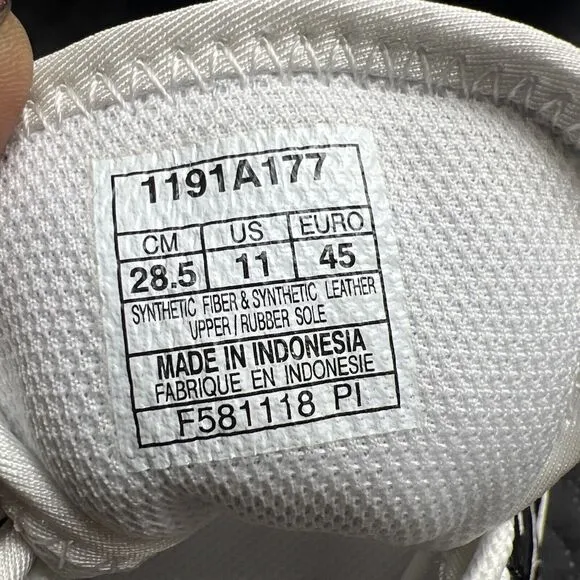 1191A177
CM US EURO
28.5 11 45
SYNTHETIC FIBER & SYNTHETIC LEATHER
UPPER / RUBBER SOLE
MADE IN INDONESIA
FABRIQUE EN INDONESIE
F581118 PI